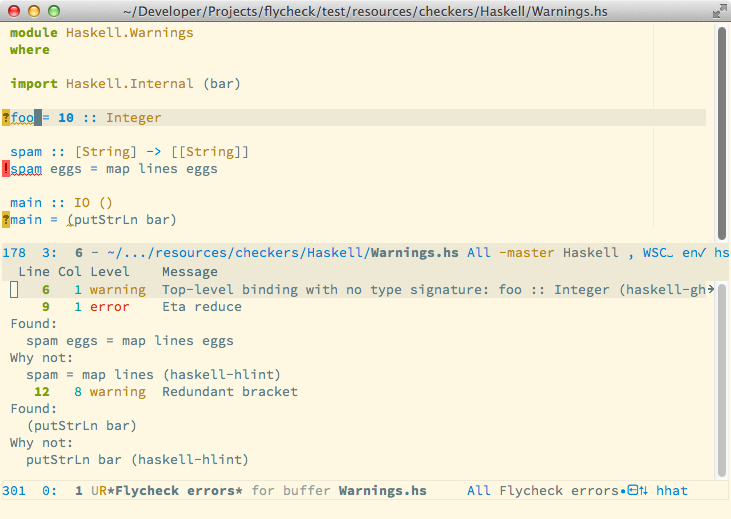 ~/Developer/Projects/flycheck/test/resources/checkers/Haskell/Warnings.hs
module Haskell.Warnings
where
import Haskell.Internal (bar)
?foo = 10 :: Integer
spam :: [String] -> [[String]]
!spam eggs = map lines eggs
main :: IO ()
?main = (putStrLn bar)
178 3: 6 - ~/.../resources/checkers/Haskell/Warnings.hs All -master Haskell , WSC en✓ hs
Line Col Level Message
6 1 warning Top-level binding with no type signature: foo :: Integer (haskell-gh→
9 1 error Eta reduce
Found:
spam eggs = map lines eggs
Why not:
spam = map lines (haskell-hlint)
12 8 warning Redundant bracket
Found:
(putStrLn bar)
Why not:
putStrLn bar (haskell-hlint)
301 0: 1 UR*Flycheck errors* for buffer Warnings.hs All Flycheck errors• hhat